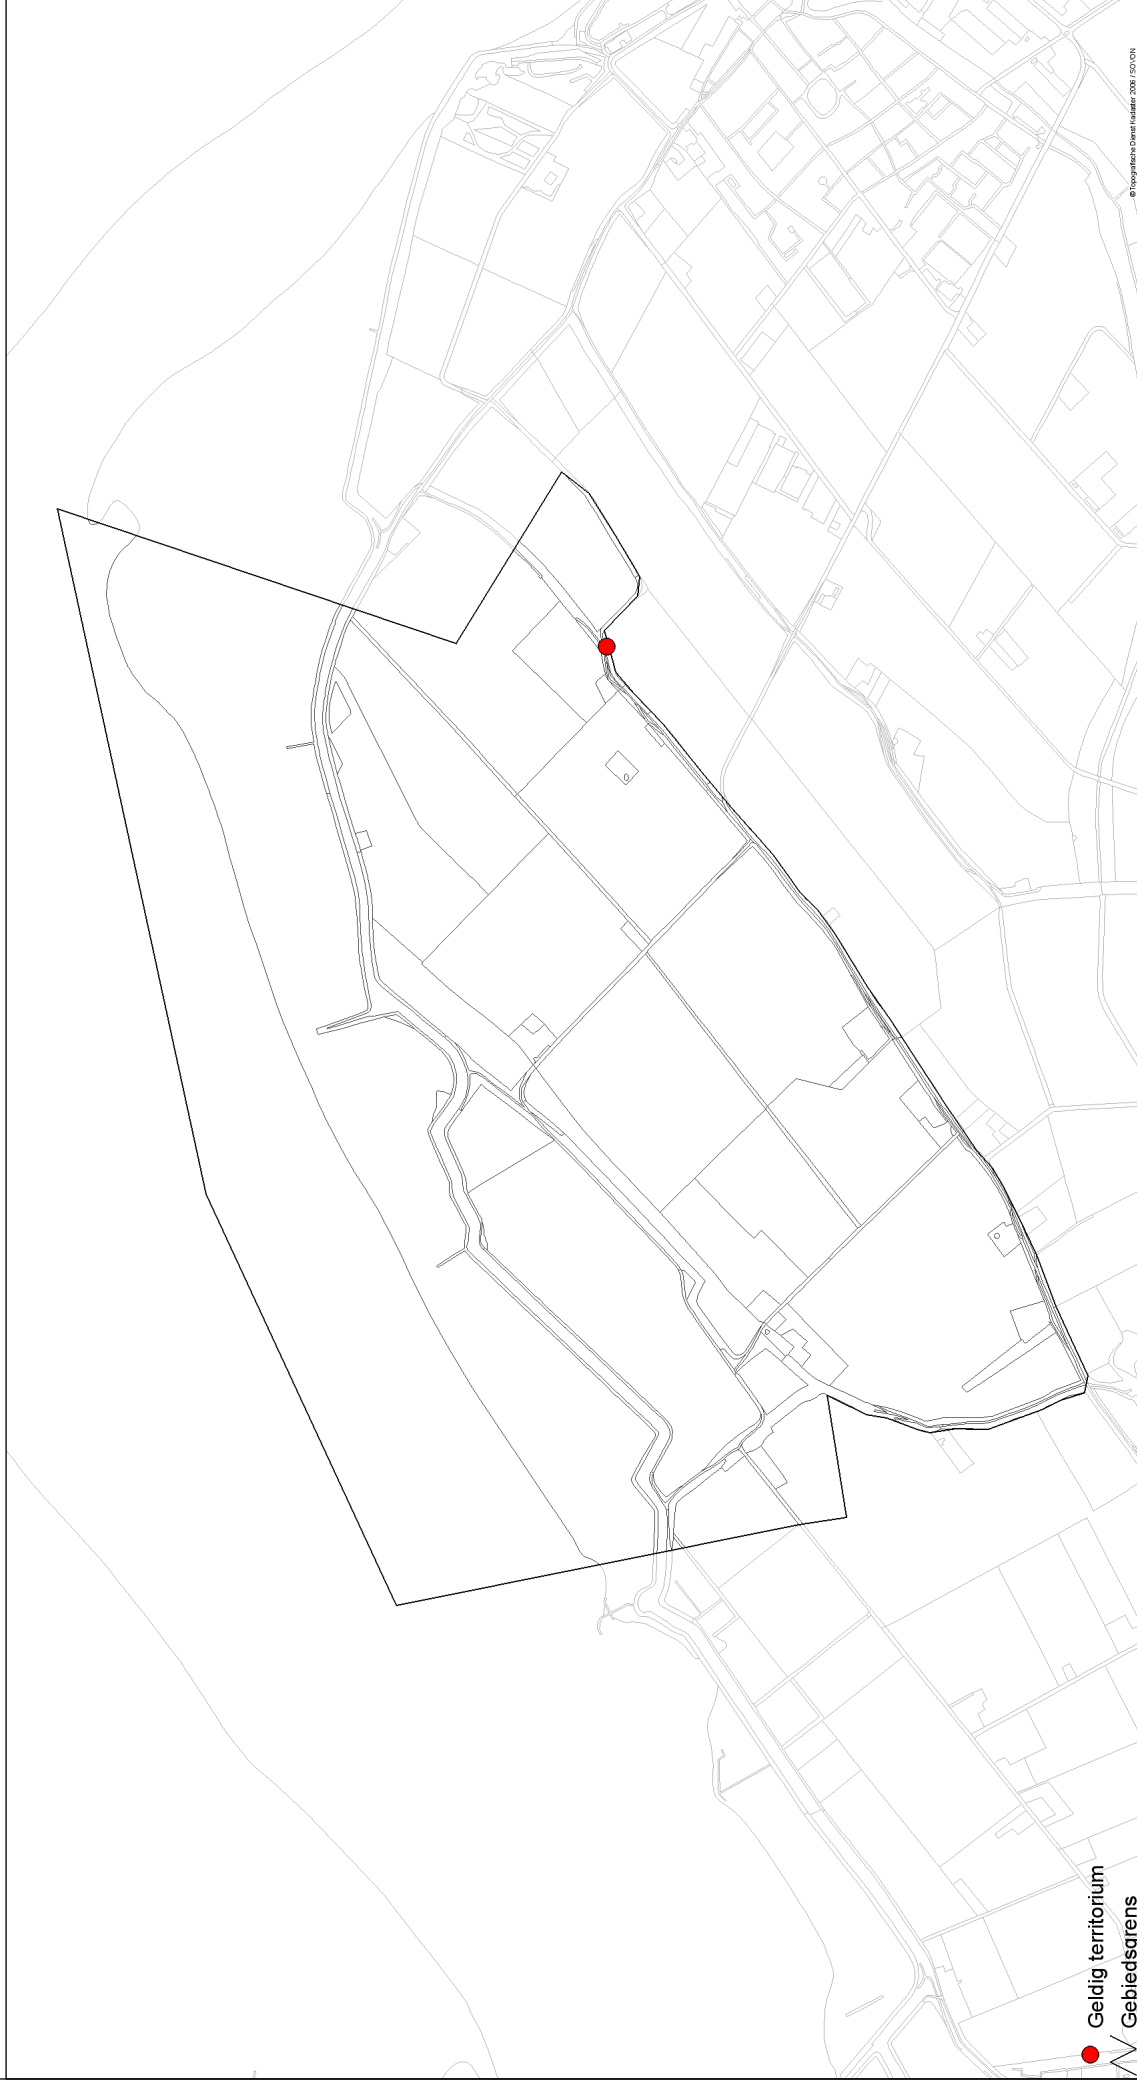 © Topografische Dienst Kadaster 2006 / SOVON
Geldig territorium
Gebiedsgrens